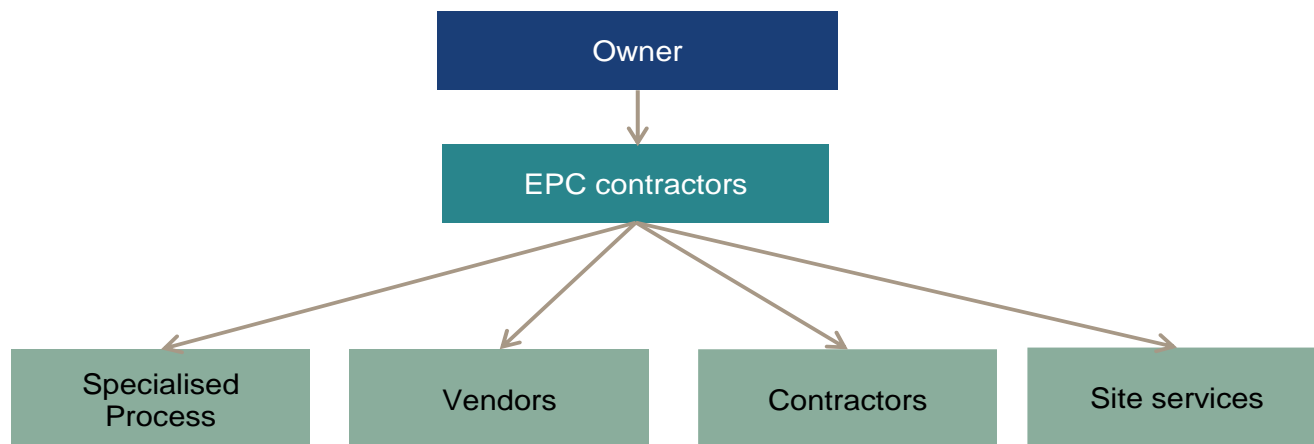 Owner
EPC contractors
Specialised
Process
Vendors
Contractors
Site services